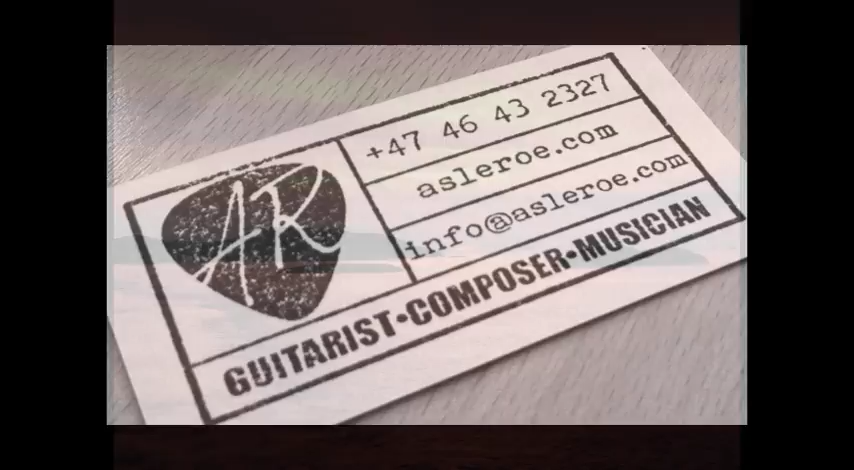 AR
+47 46 43 2327
asleroe.com
info@asleroe.com
GUITARIST•COMPOSER•MUSICIAN